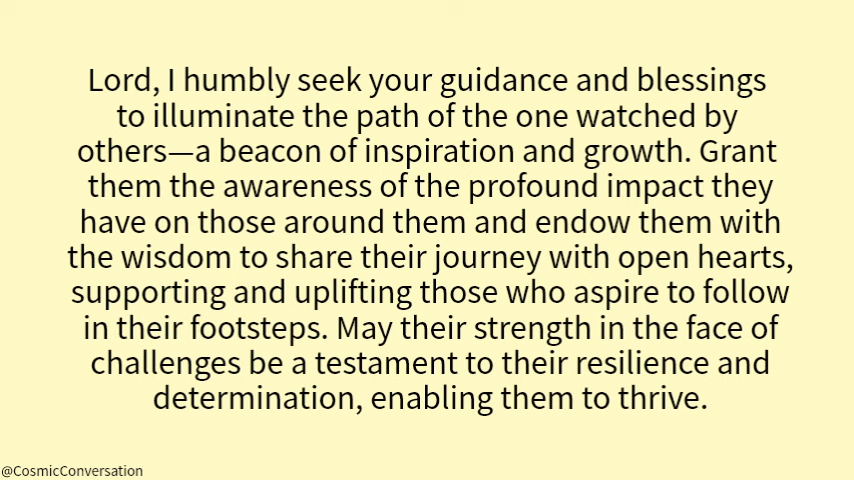 Lord, I humbly seek your guidance and blessings
to illuminate the path of the one watched by
others—a beacon of inspiration and growth. Grant
them the awareness of the profound impact they
have on those around them and endow them with
the wisdom to share their journey with open hearts,
supporting and uplifting those who aspire to follow
in their footsteps. May their strength in the face of
challenges be a testament to their resilience and
determination, enabling them to thrive.
@CosmicConversation